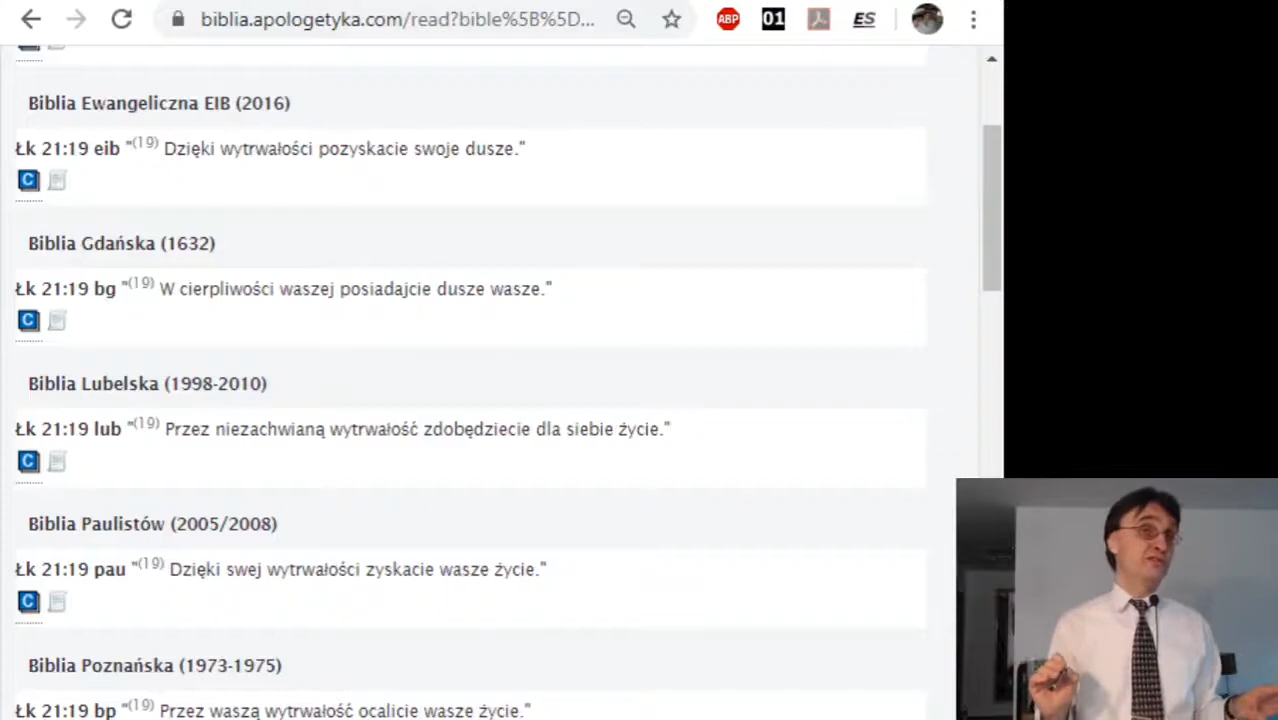 biblia.apologetyka.com/read?bible%5B%5D...
ABP
01
ES
Biblia Ewangeliczna EIB (2016)
Łk 21:19 eib "(19) Dzięki wytrwałości pozyskacie swoje dusze."
C
Biblia Gdańska (1632)
Łk 21:19 bg "(19) W cierpliwości waszej posiadajcie dusze wasze."
C
Biblia Lubelska (1998-2010)
Łk 21:19 lub "(19) Przez niezachwianą wytrwałość zdobędziecie dla siebie życie."
C
Biblia Paulistów (2005/2008)
Łk 21:19 pau "(19) Dzięki swej wytrwałości zyskacie wasze życie."
C
Biblia Poznańska (1973-1975)
Łk 21:19 bp "(19) Przez waszą wytrwałość ocalicie wasze życie."